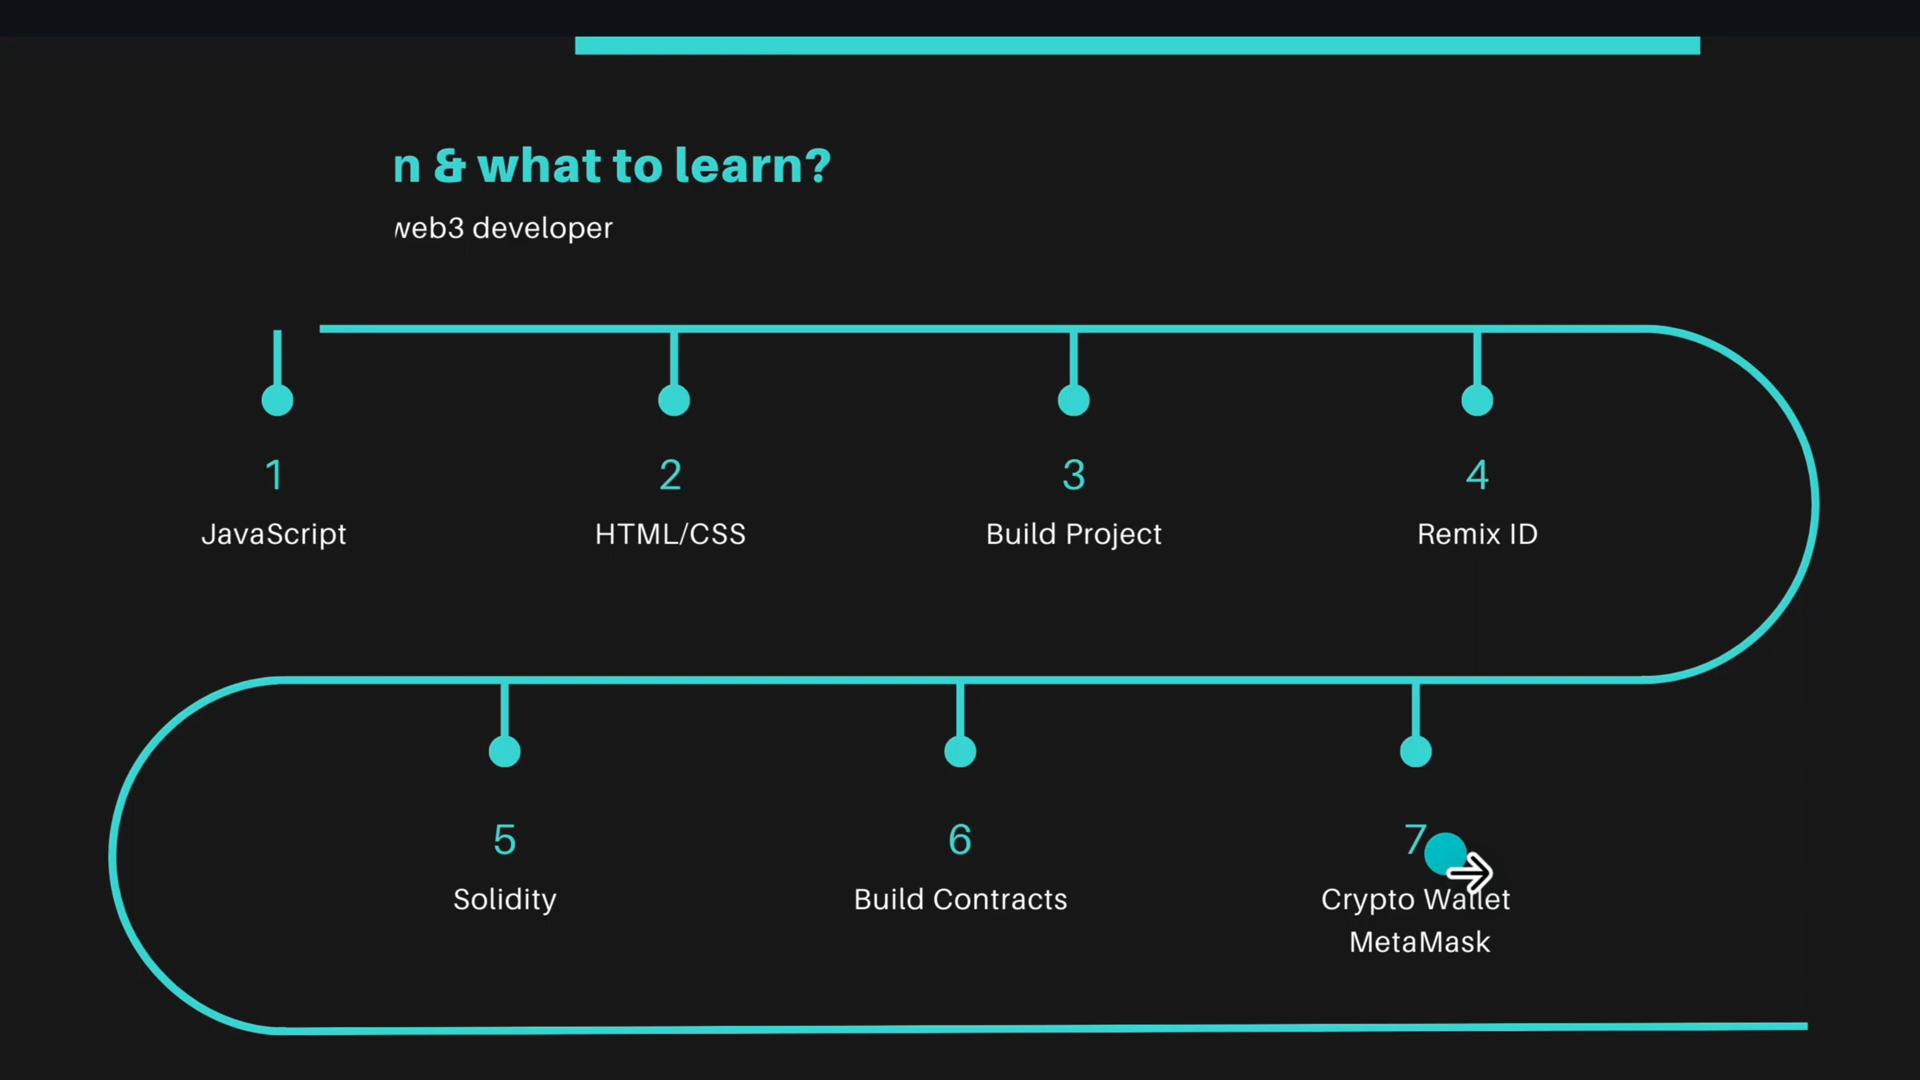 n & what to learn?
web3 developer
1
JavaScript
2
HTML/CSS
3
Build Project
4
Remix ID
5
Solidity
6
Build Contracts
7
Crypto Wallet
MetaMask